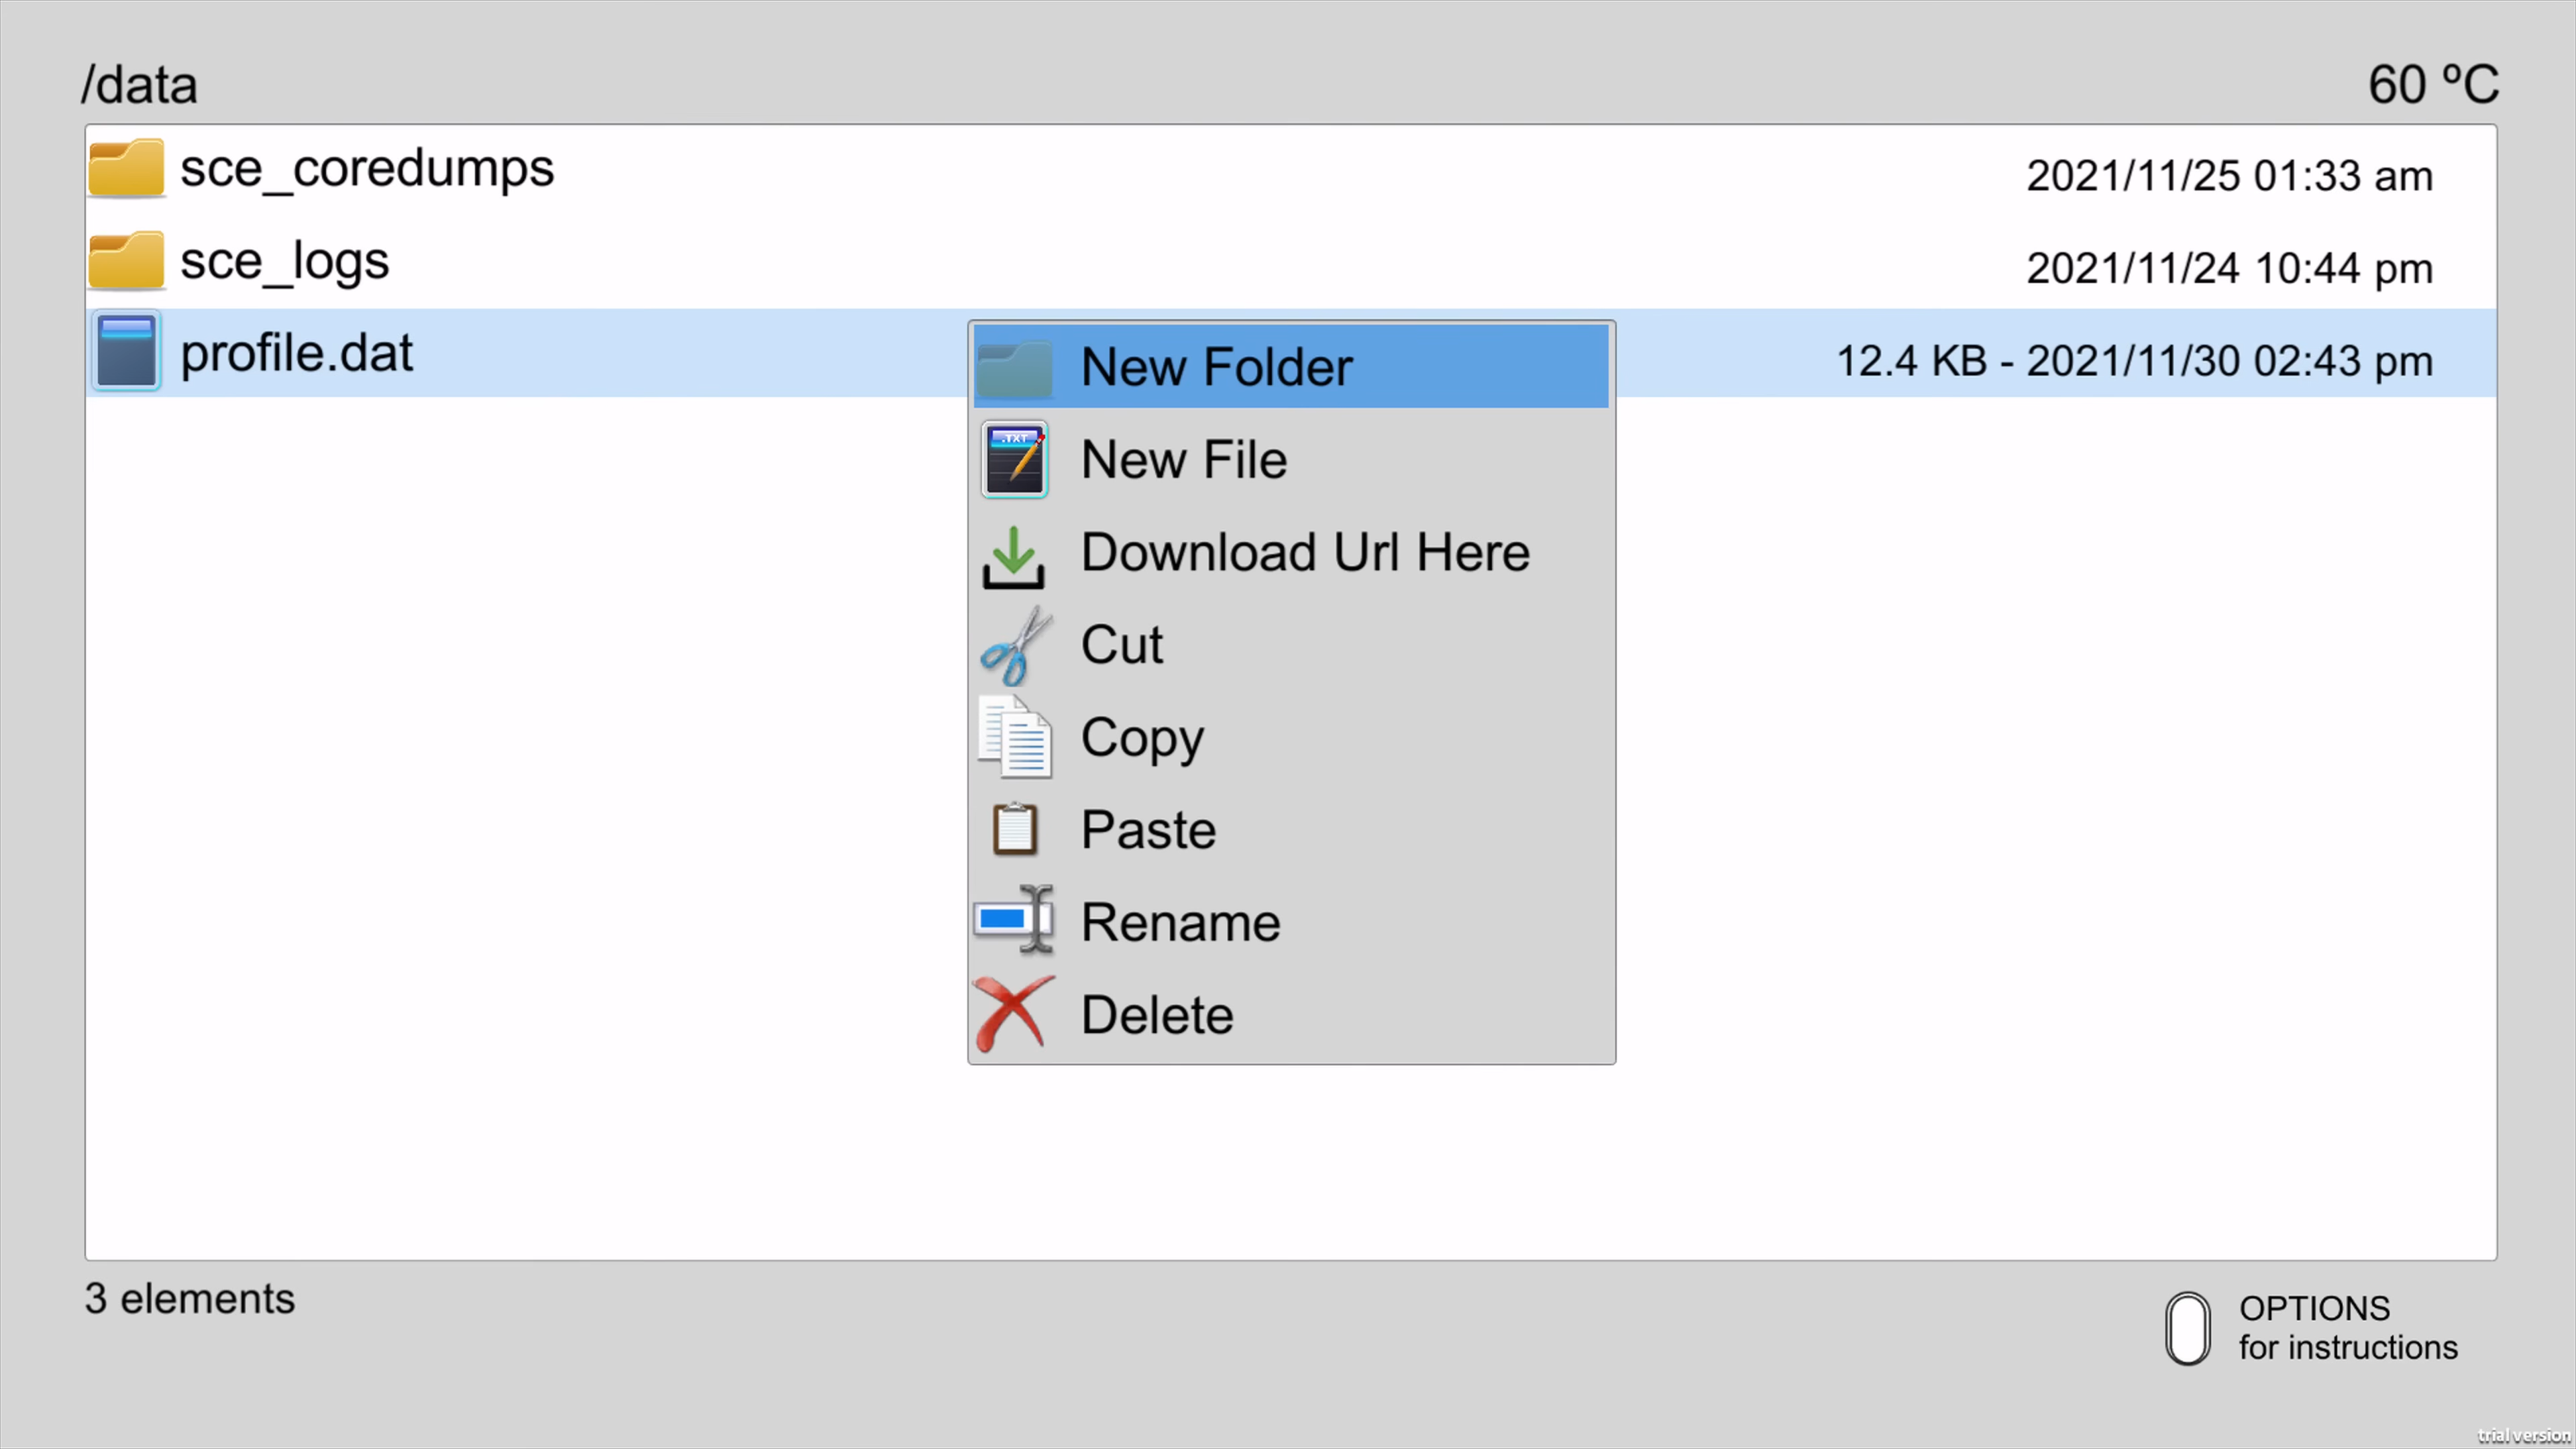 /data
60 ºC
sce_coredumps
2021/11/25 01:33 am
sce_logs
2021/11/24 10:44 pm
profile.dat
12.4 KB - 2021/11/30 02:43 pm
New Folder
.TXT
New File
Download Url Here
Cut
Copy
Paste
Rename
Delete
3 elements
OPTIONS
for instructions
trial version